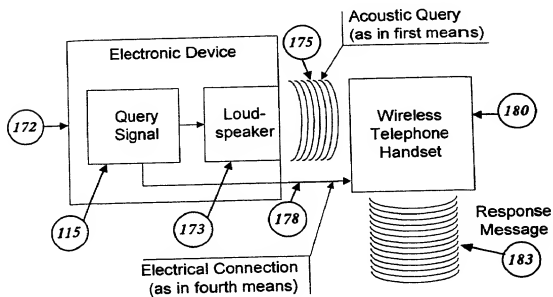 Acoustic Query
(as in first means)
175
Electronic Device
172
Query
Signal
Loud-
speaker
Wireless
Telephone
Handset
180
115
173
178
Electrical Connection
(as in fourth means)
Response
Message
183